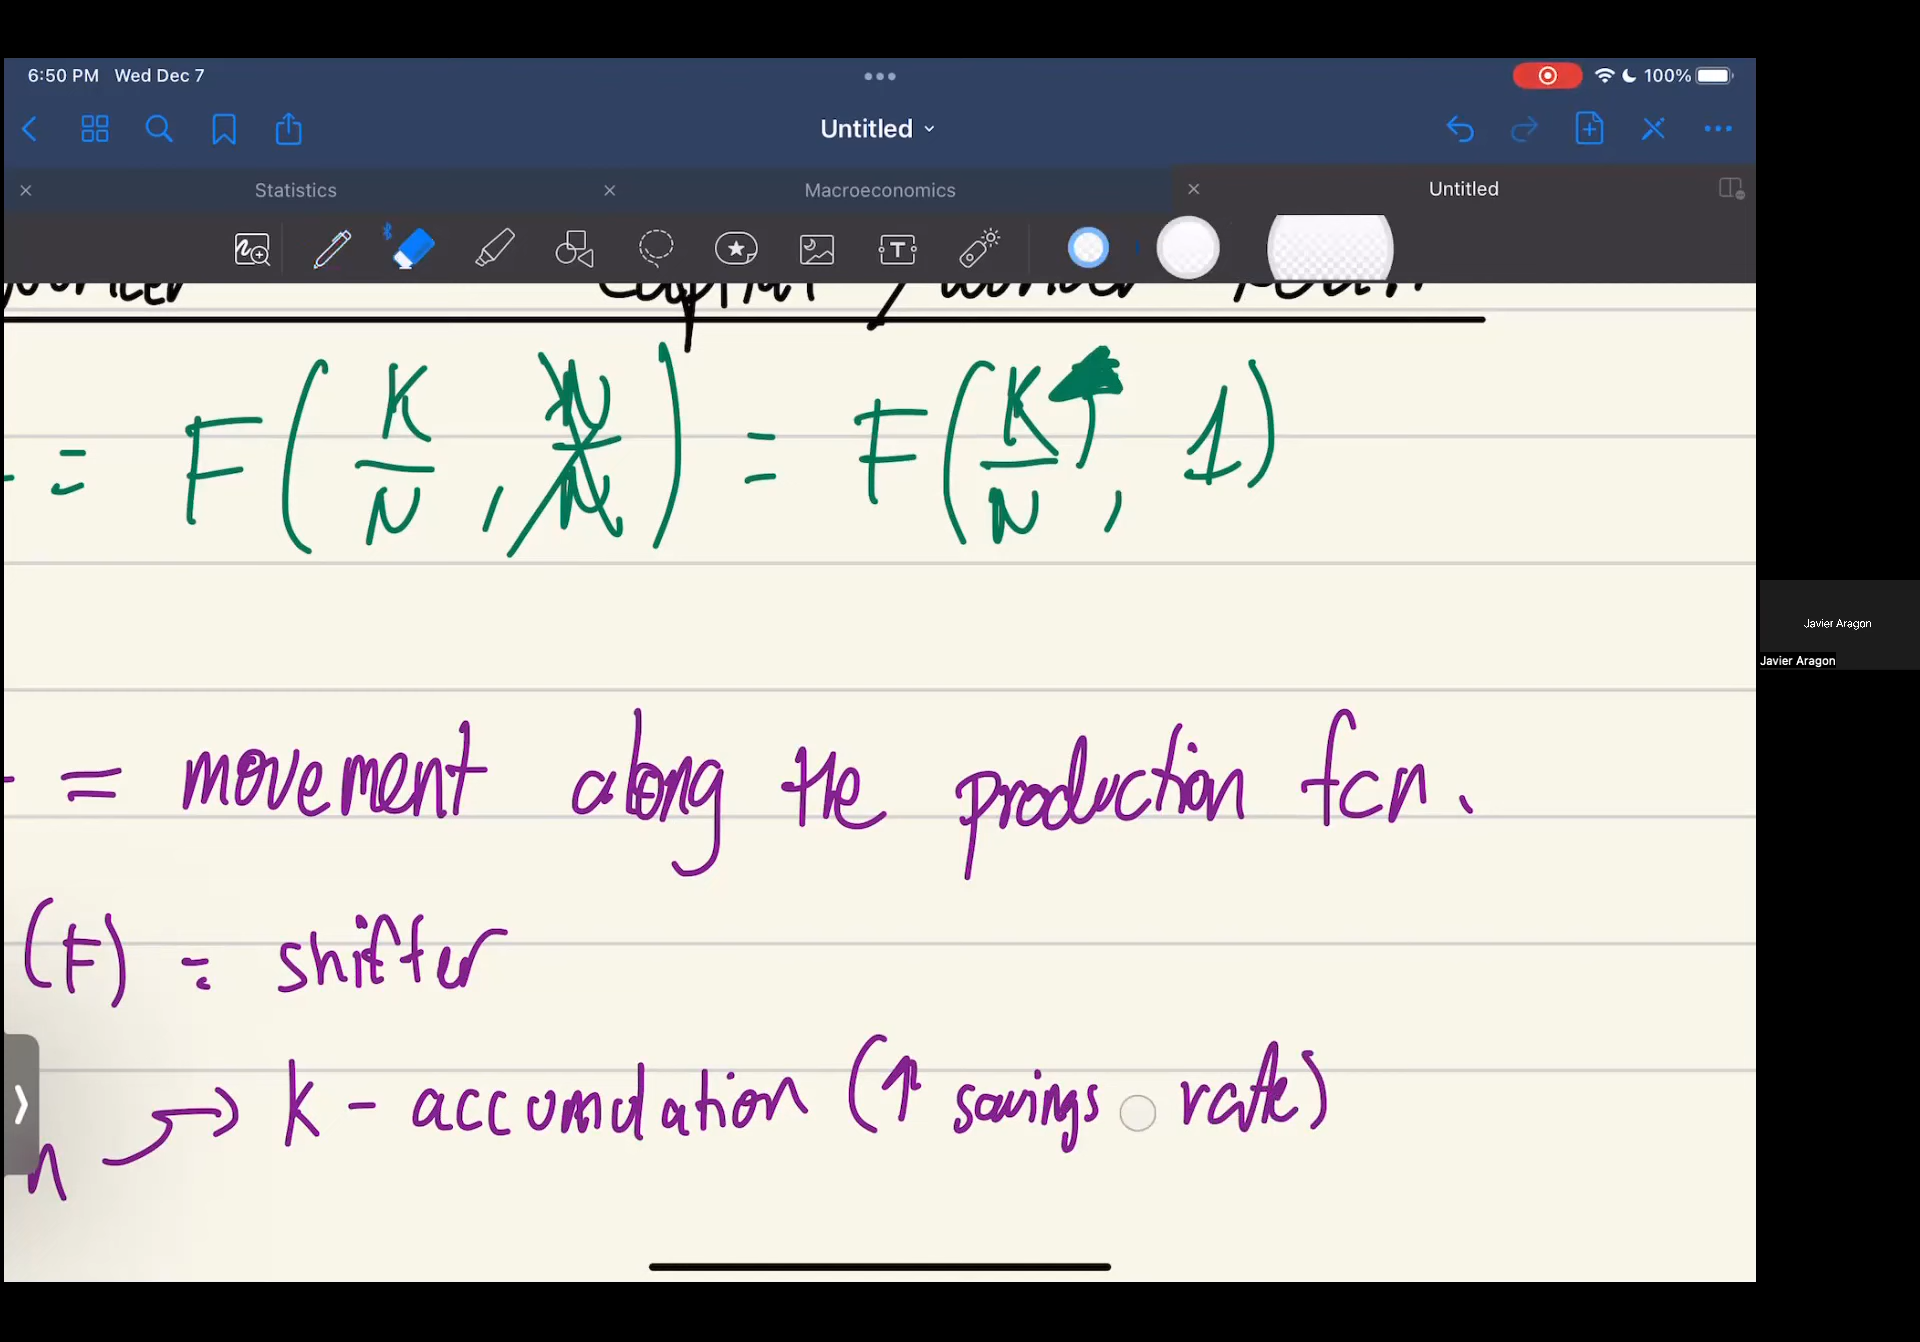 6:50 PM Wed Dec 7 100%
Untitled
Statistics Macroeconomics Untitled
= F(K/N, N/N) = F(K/N ↑, 1)
= movement along the production fcn.
(F) = shifter
n → K - accumulation (↑ savings rate)
Javier Aragon
Javier Aragon